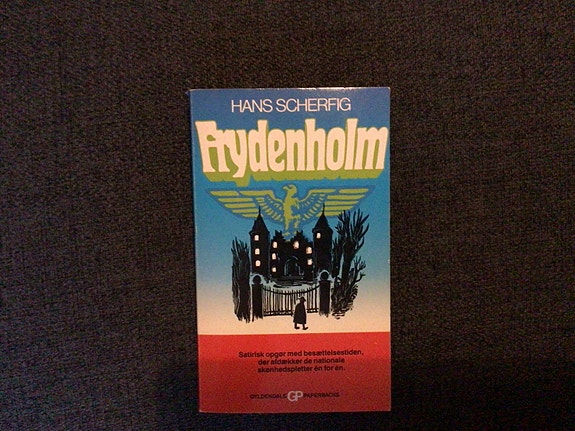 HANS SCHERFIG
Frydenholm
Satirisk opgør med besættelsestiden,
der afdækker de nationale
skønhedspletter én for én.
GYLDENDALS GP PAPERBACKS